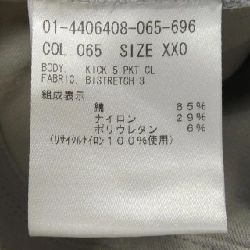 01-4406408-065-696
COL 065 SIZE XXO
BODY. KICK 5 PKT CL
FABRIC. BISTRETCH 3
組成表示
綿 65%
ナイロン 29%
ポリウレタン 6%
(リサイクルナイロン100%使用)